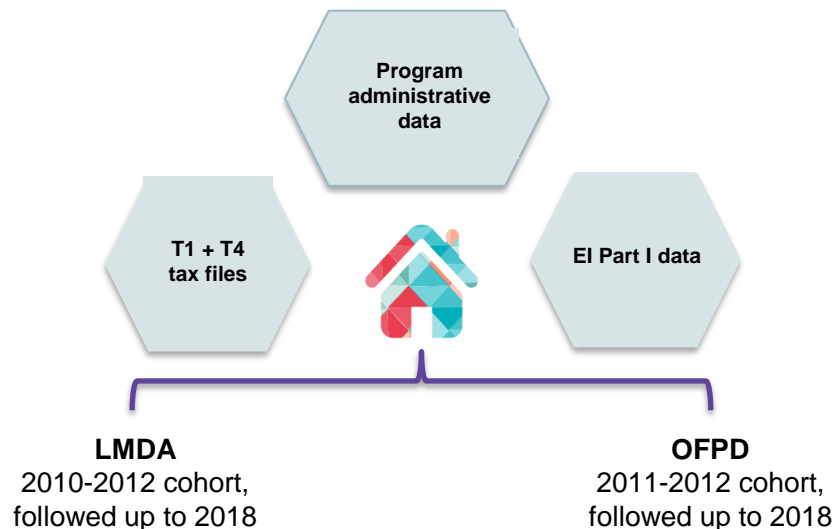 Program
administrative
data
T1 + T4
tax files
EI Part I data
LMDA
2010-2012 cohort,
followed up to 2018
OFPD
2011-2012 cohort,
followed up to 2018